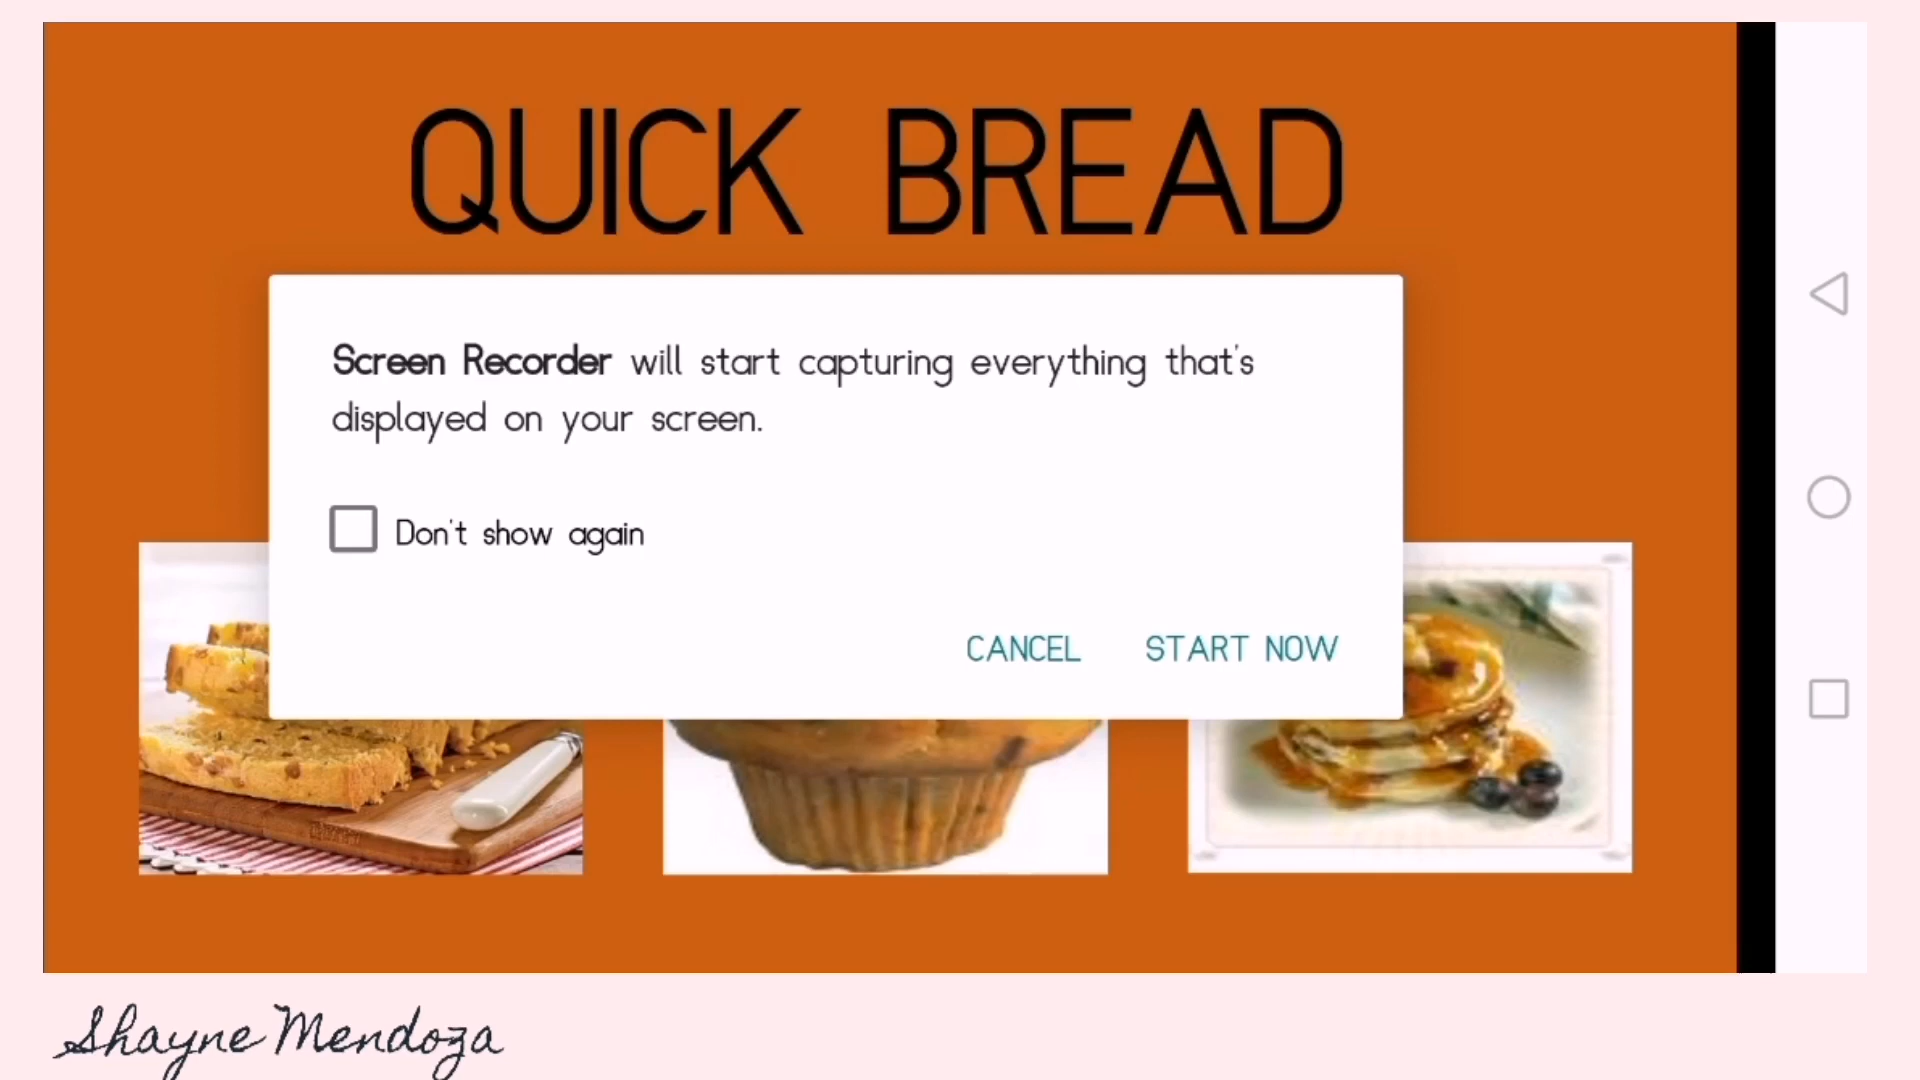 QUICK BREAD
Screen Recorder will start capturing everything that's
displayed on your screen.
Don't show again
CANCEL START NOW
Shayne Mendoza